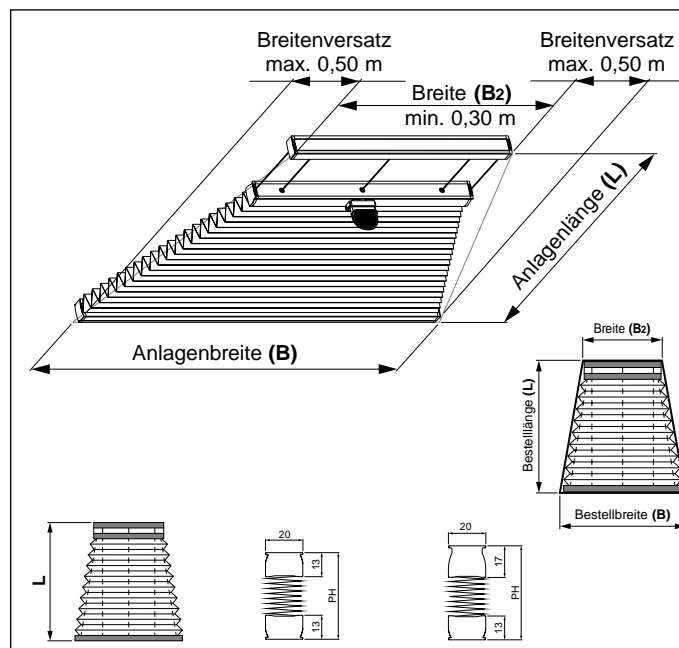 Breitenversatz
max. 0,50 m
Breitenversatz
max. 0,50 m
Breite (B2)
min. 0,30 m
Anlagenlänge (L)
Anlagenbreite (B)
Breite (B2)
Bestelllänge (L)
Bestellbreite (B)
L
20
13
PH
13
20
17
PH
13